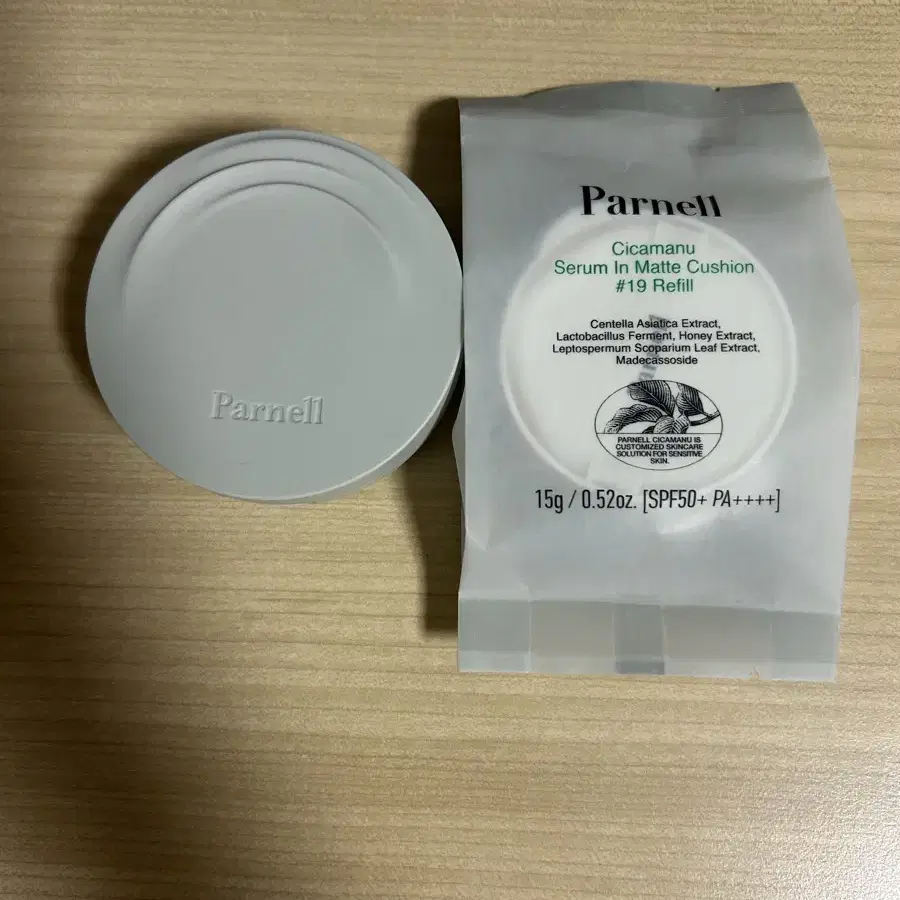 Parnell
Parnell
Cicamanu
Serum In Matte Cushion
#19 Refill
Centella Asiatica Extract,
Lactobacillus Ferment, Honey Extract,
Leptospermum Scoparium Leaf Extract,
Madecassoside
PARNELL CICAMANU IS
CUSTOMIZED SKINCARE
SOLUTION FOR SENSITIVE
SKIN.
15g / 0.52oz. [SPF50+ PA++++]